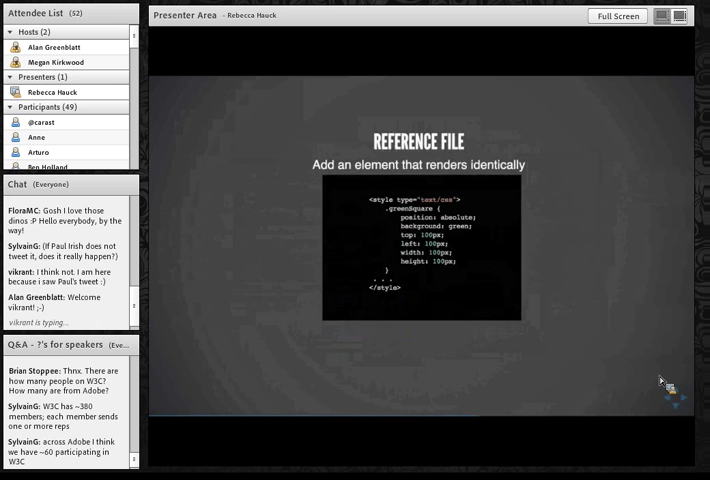 Attendee List (52)
Hosts (2)
Alan Greenblatt
Megan Kirkwood
Presenters (1)
Rebecca Hauck
Participants (49)
@carast
Anne
Arturo
Ben Holland
Chat (Everyone)
FloraMC: Gosh I love those
dinos :P Hello everybody, by the
way!
SylvainG: (If Paul Irish does not
tweet it, does it really happen?)
vikrant: I think not. I am here
because i saw Paul's tweet :)
Alan Greenblatt: Welcome
vikrant! ;-)
vikrant is typing...
Q&A - ?'s for speakers (Eve...
Brian Stoppee: Thnx. There are
how many people on W3C?
How many are from Adobe?
SylvainG: W3C has ~380
members; each member sends
one or more reps
SylvainG: across Adobe I think
we have ~60 participating in
W3C
Presenter Area - Rebecca Hauck
Full Screen
REFERENCE FILE
Add an element that renders identically
<style type="text/css">
.greenSquare {
position: absolute;
background: green;
top: 100px;
left: 100px;
width: 100px;
height: 100px;
}
. . .
</style>